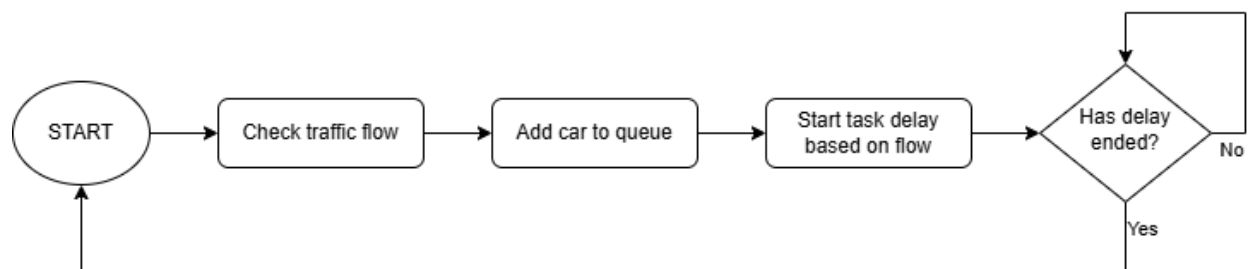 START
Check traffic flow
Add car to queue
Start task delay
based on flow
Has delay
ended?
No
Yes